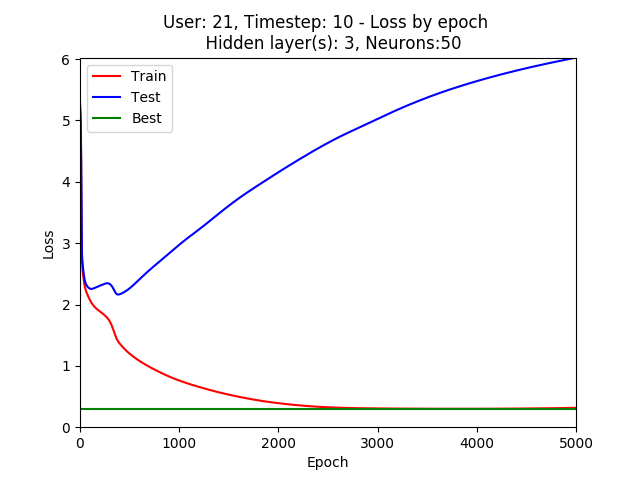 User: 21, Timestep: 10 - Loss by epoch
Hidden layer(s): 3, Neurons:50
Train
Test
Best
6
5
4
3
2
1
0
Loss
0 1000 2000 3000 4000 5000
Epoch